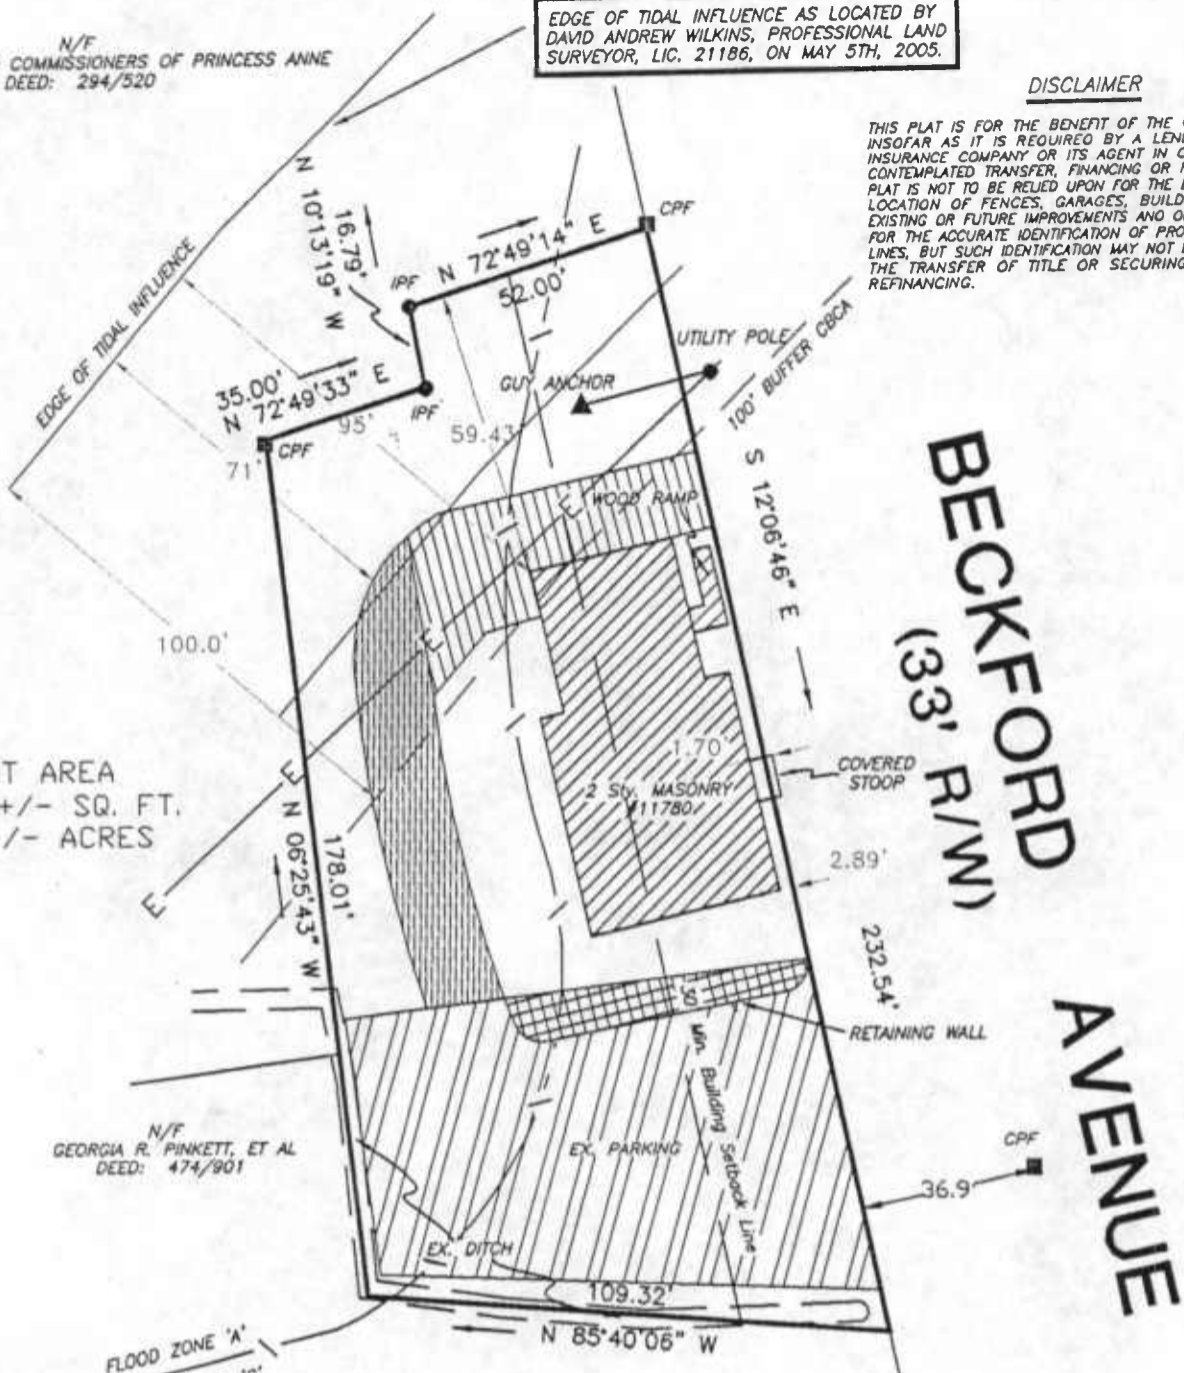 EDGE OF TIDAL INFLUENCE AS LOCATED BY
DAVID ANDREW WILKINS, PROFESSIONAL LAND
SURVEYOR, LIC. 21186, ON MAY 5TH, 2005.
N/F
COMMISSIONERS OF PRINCESS ANNE
DEED: 294/520
DISCLAIMER
THIS PLAT IS FOR THE BENEFIT OF THE
INSOFAR AS IT IS REQUIRED BY A
INSURANCE COMPANY OR ITS AGENT IN
CONTEMPLATED TRANSFER, FINANCING OR
PLAT IS NOT TO BE RELIED UPON FOR THE
LOCATION OF FENCES, GARAGES,
EXISTING OR FUTURE IMPROVEMENTS AND
FOR THE ACCURATE IDENTIFICATION OF
LINES, BUT SUCH IDENTIFICATION MAY NOT
THE TRANSFER OF TITLE OR SECURING
REFINANCING.
N 10°13'19" W
16.79'
IPF
N 72°49'14" E
52.00'
CPF
EDGE OF TIDAL INFLUENCE
35.00'
N 72°49'33" E
IPF
CPF
71'
95'
59.43'
GUY ANCHOR
UTILITY POLE
100' BUFFER CBCA
S 12°06'46" E
WOOD RAMP
E
E
E
E
100.0'
T AREA
+/- SQ. FT.
/- ACRES
N 06°25'43" W
178.01'
1.70'
2 Sty. MASONRY
11780
COVERED
STOOP
2.89'
232.54'
BECKFORD
(33' R/W)
AVENUE
RETAINING WALL
Min. Building Setback Line
N/F
GEORGIA R. PINKETT, ET AL
DEED: 474/901
EX. PARKING
CPF
36.9'
EX. DITCH
109.32'
N 85°40'06" W
FLOOD ZONE 'A'